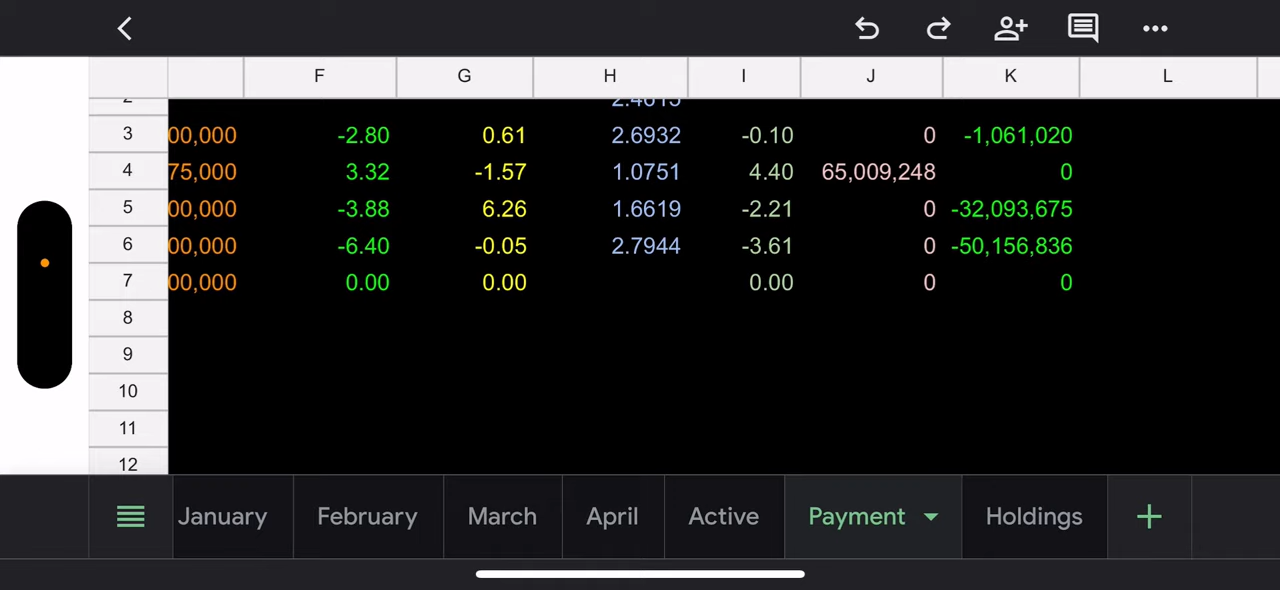 F G H I J K L
2 2.4615
3 00,000 -2.80 0.61 2.6932 -0.10 0 -1,061,020
4 75,000 3.32 -1.57 1.0751 4.40 65,009,248 0
5 00,000 -3.88 6.26 1.6619 -2.21 0 -32,093,675
6 00,000 -6.40 -0.05 2.7944 -3.61 0 -50,156,836
7 00,000 0.00 0.00 0.00 0 0
8
9
10
11
12
January February March April Active Payment Holdings